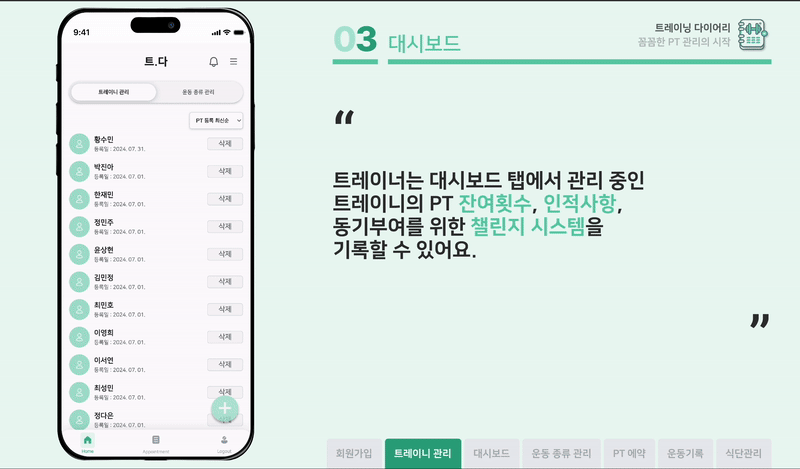 9:41
트.다
트레이니 관리
운동 종류 관리
PT 등록 최신순
황수민
등록일 : 2024. 07. 31.
삭제
박진아
등록일 : 2024. 07. 01.
삭제
한재민
등록일 : 2024. 07. 01.
삭제
정민주
등록일 : 2024. 07. 01.
삭제
윤상현
등록일 : 2024. 07. 01.
삭제
김민정
등록일 : 2024. 07. 01.
삭제
최민호
등록일 : 2024. 07. 01.
삭제
이영희
등록일 : 2024. 07. 01.
삭제
이서연
등록일 : 2024. 07. 01.
삭제
최성민
등록일 : 2024. 07. 01.
삭제
정다은
등록일 : 2024. 07. 01.
삭제
+
Home
Appointment
Logout
03 대시보드
트레이닝 다이어리
꼼꼼한 PT 관리의 시작
“
트레이너는 대시보드 탭에서 관리 중인
트레이니의 PT 잔여횟수, 인적사항,
동기부여를 위한 챌린지 시스템을
기록할 수 있어요.
”
회원가입
트레이니 관리
대시보드
운동 종류 관리
PT 예약
운동기록
식단관리